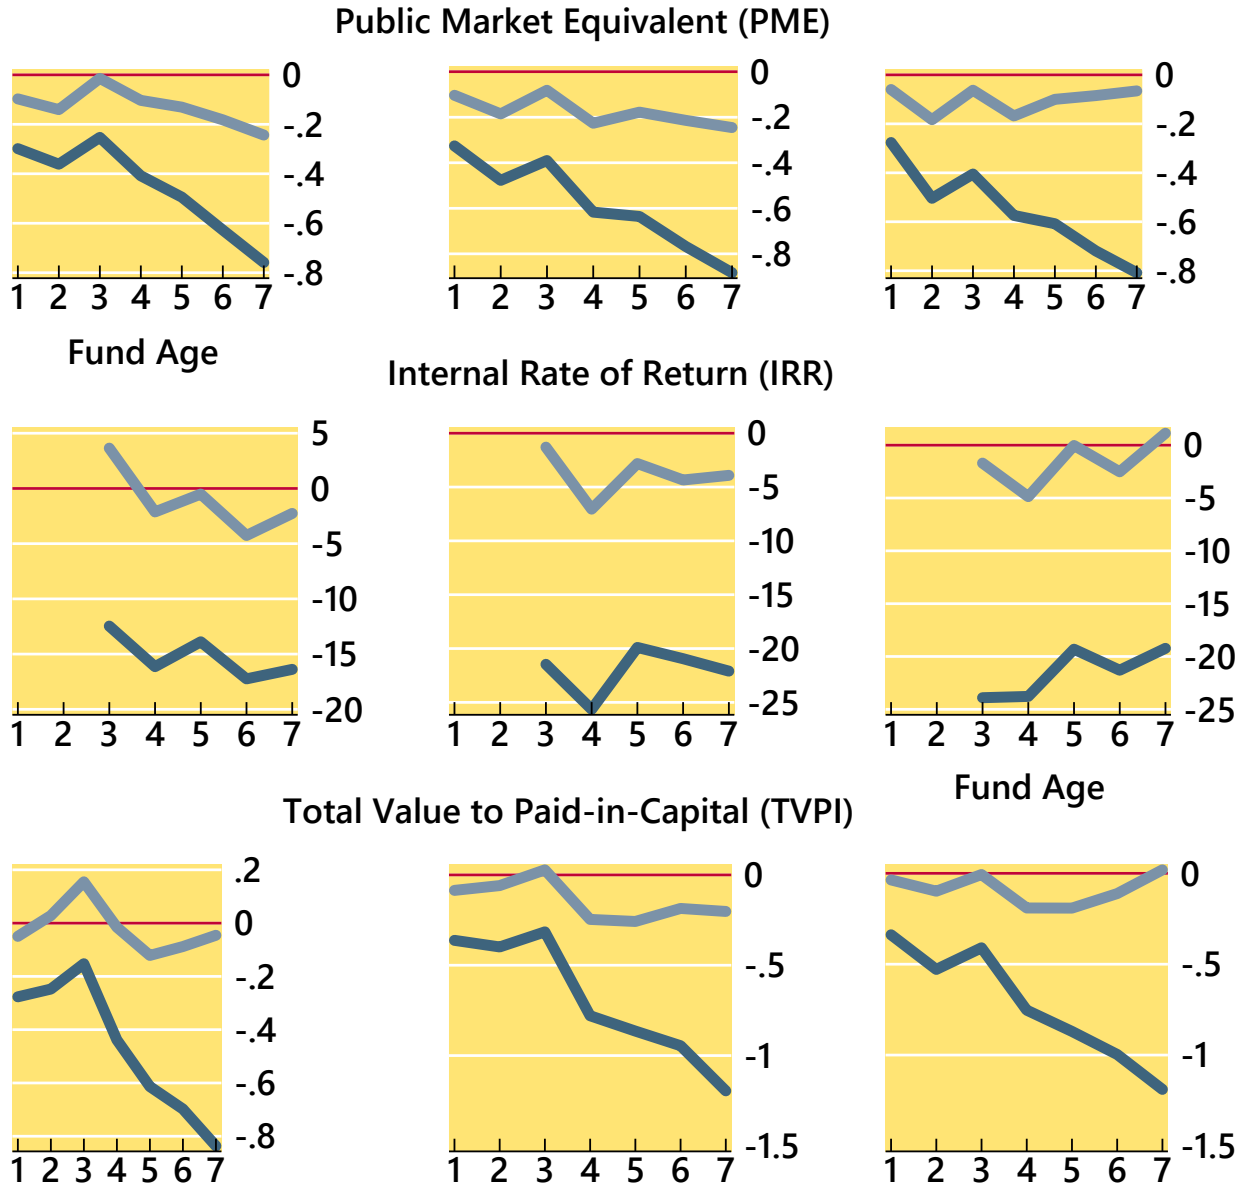 Public Market Equivalent (PME)
0 0 0
-.2 -.2 -.2
-.4 -.4 -.4
-.6 -.6 -.6
-.8 -.8 -.8
1 2 3 4 5 6 7 1 2 3 4 5 6 7 1 2 3 4 5 6 7
Fund Age
Internal Rate of Return (IRR)
5 0 0
0 -5 -5
-5 -10 -10
-10 -15 -15
-15 -20 -20
-20 -25 -25
1 2 3 4 5 6 7 1 2 3 4 5 6 7 1 2 3 4 5 6 7
Fund Age
Total Value to Paid-in-Capital (TVPI)
.2 0 0
0 -.5 -.5
-.2 -1 -1
-.4 -1.5 -1.5
-.6
-.8
1 2 3 4 5 6 7 1 2 3 4 5 6 7 1 2 3 4 5 6 7